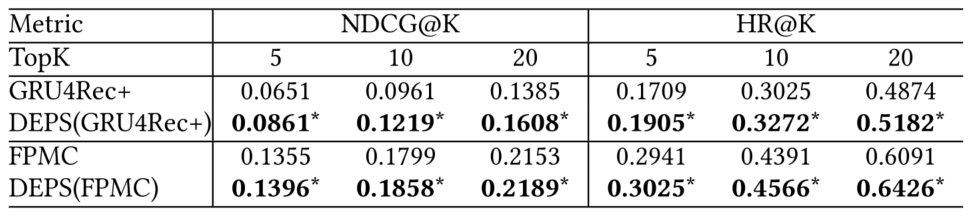 Metric NDCG@K HR@K
TopK 5 10 20 5 10 20
GRU4Rec+ 0.0651 0.0961 0.1385 0.1709 0.3025 0.4874
DEPS(GRU4Rec+) 0.0861* 0.1219* 0.1608* 0.1905* 0.3272* 0.5182*
FPMC 0.1355 0.1799 0.2153 0.2941 0.4391 0.6091
DEPS(FPMC) 0.1396* 0.1858* 0.2189* 0.3025* 0.4566* 0.6426*